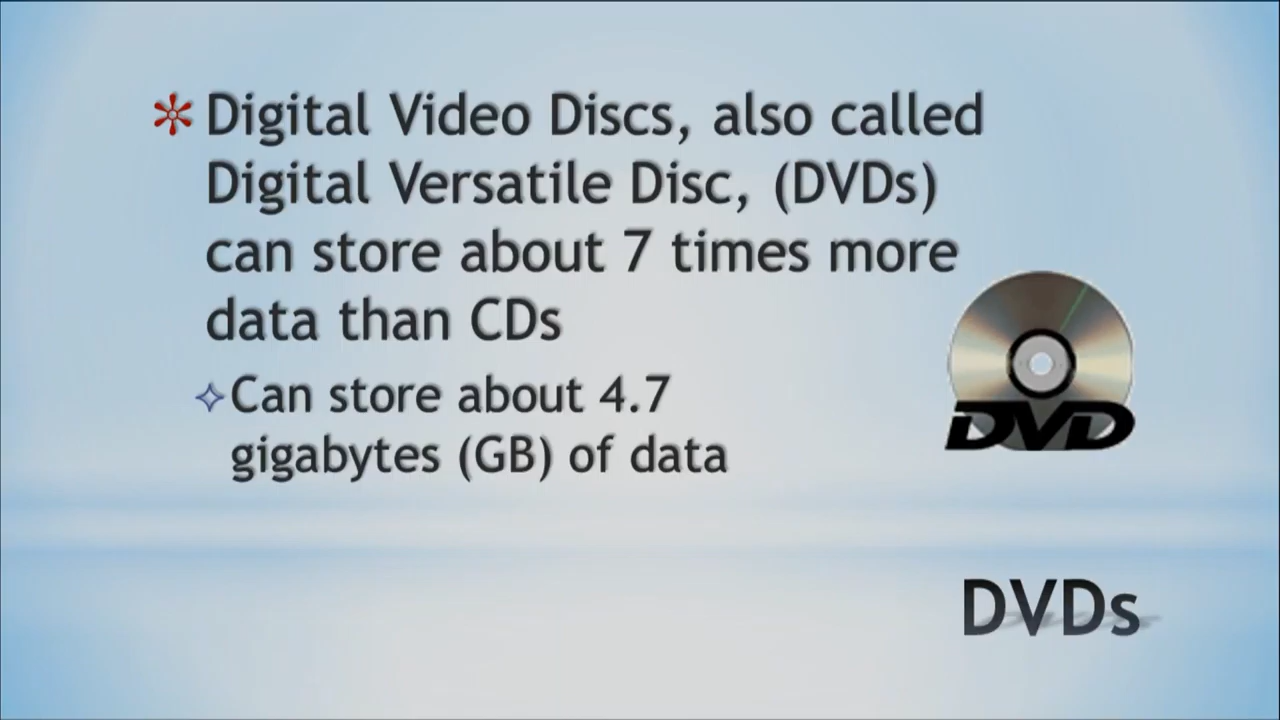 Digital Video Discs, also called
Digital Versatile Disc, (DVDs)
can store about 7 times more
data than CDs
Can store about 4.7
gigabytes (GB) of data
DVD
DVDs